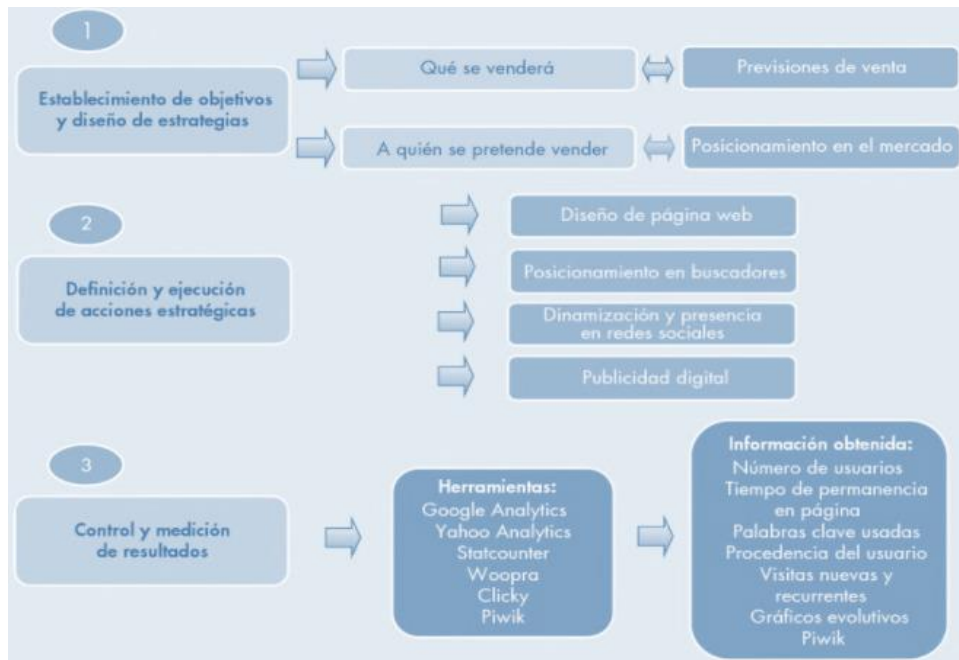 1
Establecimiento de objetivos
y diseño de estrategias
Qué se venderá
Previsiones de venta
A quién se pretende vender
Posicionamiento en el mercado
2
Definición y ejecución
de acciones estratégicas
Diseño de página web
Posicionamiento en buscadores
Dinamización y presencia
en redes sociales
Publicidad digital
3
Control y medición
de resultados
Herramientas:
Google Analytics
Yahoo Analytics
Statcounter
Woopra
Clicky
Piwik
Información obtenida:
Número de usuarios
Tiempo de permanencia
en página
Palabras clave usadas
Procedencia del usuario
Visitas nuevas y
recurrentes
Gráficos evolutivos
Piwik